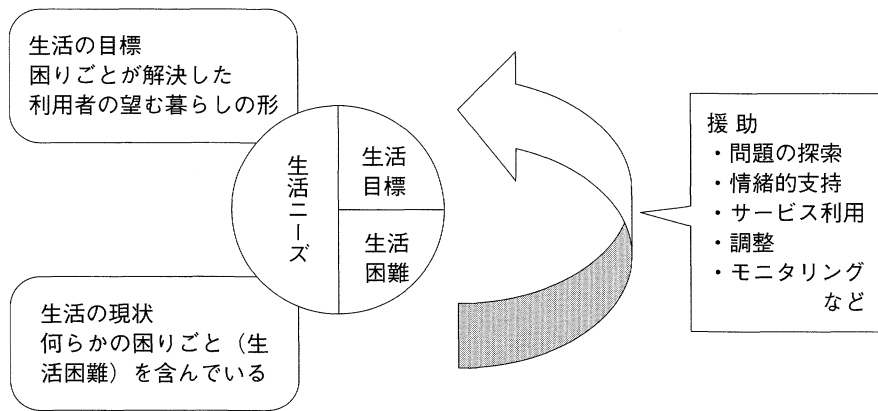 生活の目標
困りごとが解決した
利用者の望む暮らしの形
生活ニーズ
生活
目標
生活
困難
生活の現状
何らかの困りごと（生
活困難）を含んでいる
援助
・問題の探索
・情緒的支持
・サービス利用
・調整
・モニタリング
など